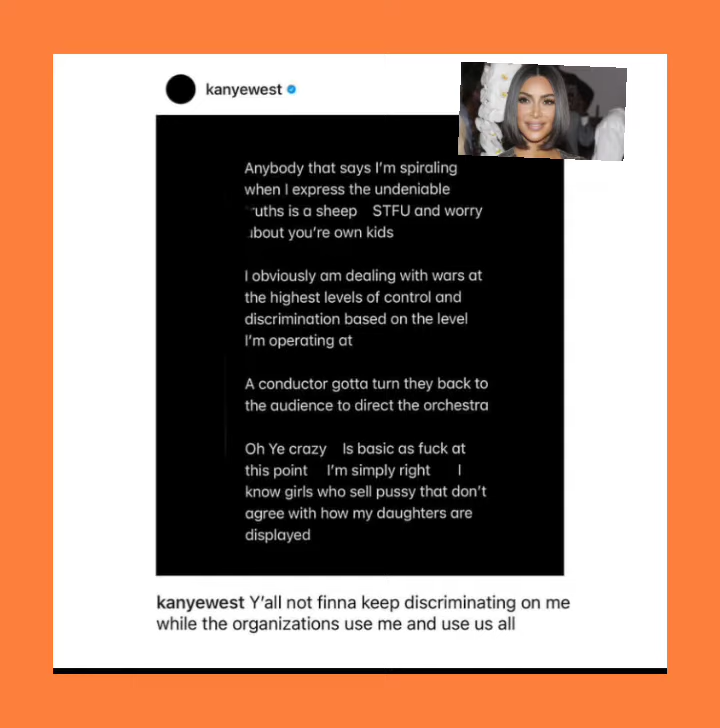 kanyewest
Anybody that says I'm spiraling
when I express the undeniable
ruths is a sheep STFU and worry
bout you're own kids
I obviously am dealing with wars at
the highest levels of control and
discrimination based on the level
I'm operating at
A conductor gotta turn they back to
the audience to direct the orchestra
Oh Ye crazy Is basic as fuck at
this point I'm simply right I
know girls who sell pussy that don't
agree with how my daughters are
displayed
kanyewest Y'all not finna keep discriminating on me
while the organizations use me and use us all